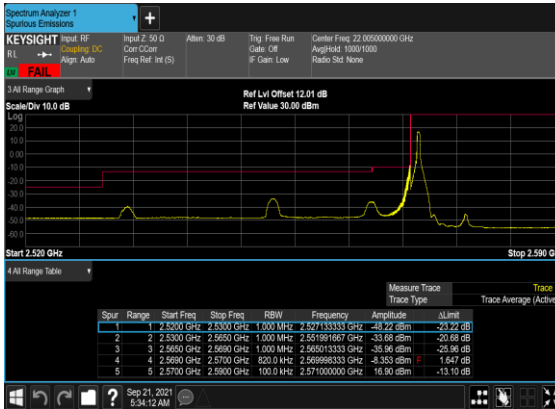 Spectrum Analyzer 1
Spurious Emissions
+
KEYSIGHT Input: RF Input Z: 50 Ω Atten: 30 dB Trig: Free Run Center Freq: 22.005000000 GHz
RL Coupling: DC Corr CCorr Gate: Off Avg|Hold: 1000/1000
Align: Auto Freq Ref: Int (S) IF Gain: Low Radio Std: None
FAIL
3 All Range Graph Ref Lvl Offset 12.01 dB
Scale/Div 10.0 dB Ref Value 30.00 dBm
Log
20.0
10.0
0.00
-10.0
-20.0
-30.0
-40.0
-50.0
-60.0
Start 2.520 GHz Stop 2.590 G
4 All Range Table
Measure Trace Trace
Trace Type Trace Average (Active
Spur Range Start Freq Stop Freq RBW Frequency Amplitude ΔLimit
1 1 2.5200 GHz 2.5300 GHz 1.000 MHz 2.527133333 GHz -48.22 dBm -23.22 dB
2 2 2.5300 GHz 2.5650 GHz 1.000 MHz 2.551991667 GHz -33.68 dBm -20.68 dB
3 3 2.5650 GHz 2.5690 GHz 1.000 MHz 2.565013333 GHz -35.96 dBm -25.96 dB
4 4 2.5690 GHz 2.5700 GHz 820.0 kHz 2.569998333 GHz -8.353 dBm F 1.647 dB
5 5 2.5700 GHz 2.5900 GHz 100.0 kHz 2.571000000 GHz 16.90 dBm -13.10 dB
? Sep 21, 2021
5:34:12 AM